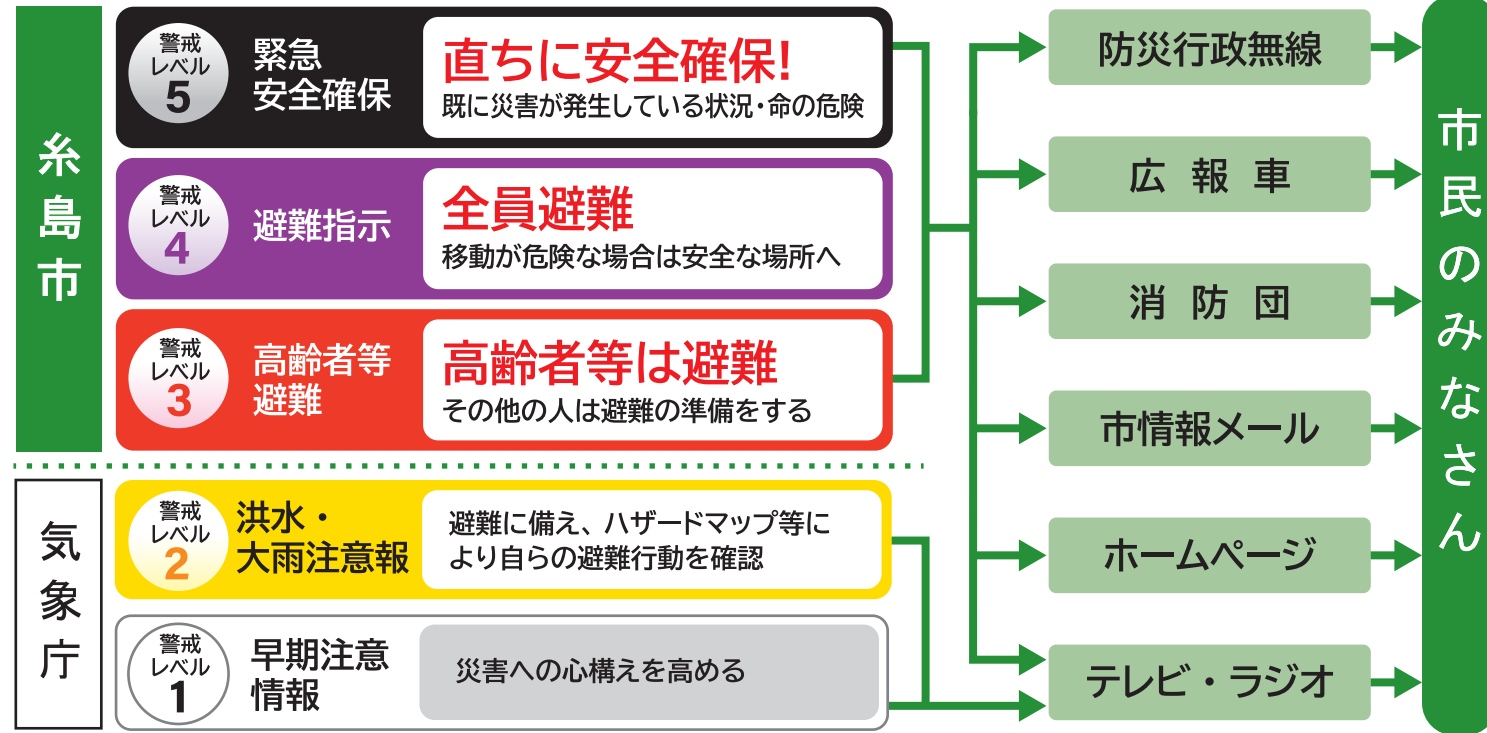 糸島市
警戒
レベル
5
緊急
安全確保
直ちに安全確保!
既に災害が発生している状況・命の危険
警戒
レベル
4
避難指示
全員避難
移動が危険な場合は安全な場所へ
警戒
レベル
3
高齢者等
避難
高齢者等は避難
その他の人は避難の準備をする
気象庁
警戒
レベル
2
洪水・
大雨注意報
避難に備え、ハザードマップ等に
より自らの避難行動を確認
警戒
レベル
1
早期注意
情報
災害への心構えを高める
防災行政無線
広報車
消防団
市情報メール
ホームページ
テレビ・ラジオ
市民のみなさん